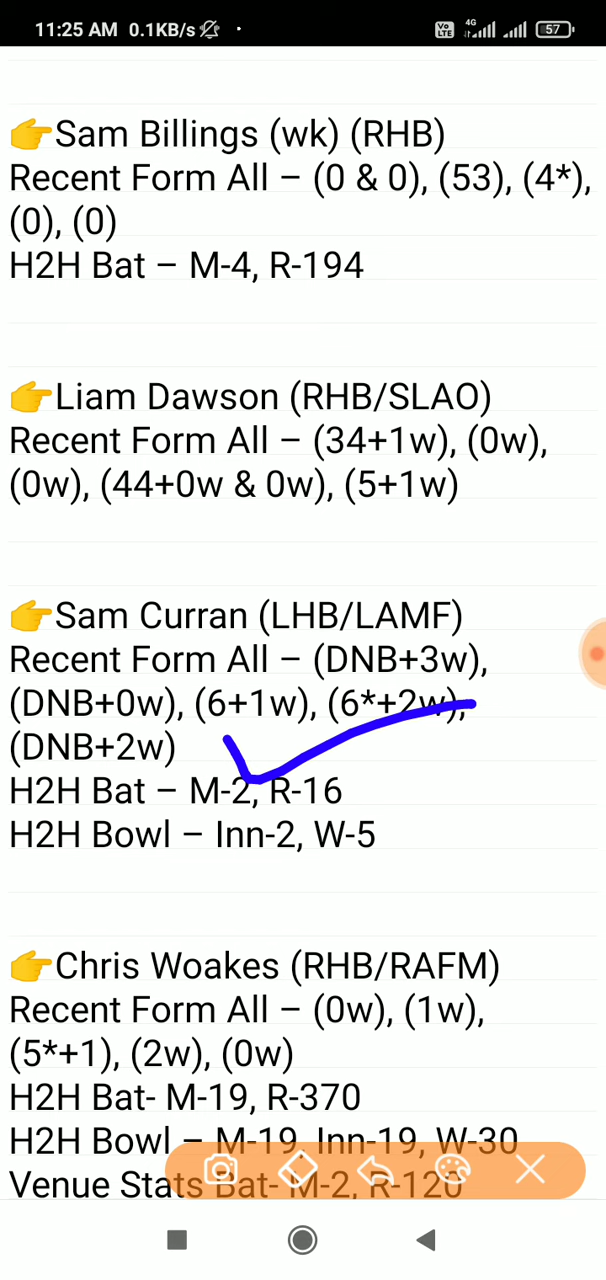 11:25 AM 0.1KB/s Vo LTE 4G 57
👉Sam Billings (wk) (RHB)
Recent Form All – (0 & 0), (53), (4*),
(0), (0)
H2H Bat – M-4, R-194
👉Liam Dawson (RHB/SLAO)
Recent Form All – (34+1w), (0w),
(0w), (44+0w & 0w), (5+1w)
👉Sam Curran (LHB/LAMF)
Recent Form All – (DNB+3w),
(DNB+0w), (6+1w), (6*+2w),
(DNB+2w)
H2H Bat – M-2, R-16
H2H Bowl – Inn-2, W-5
👉Chris Woakes (RHB/RAFM)
Recent Form All – (0w), (1w),
(5*+1), (2w), (0w)
H2H Bat- M-19, R-370
H2H Bowl – M-19, Inn-19, W-30
Venue Stats Bat- M-2, R-120